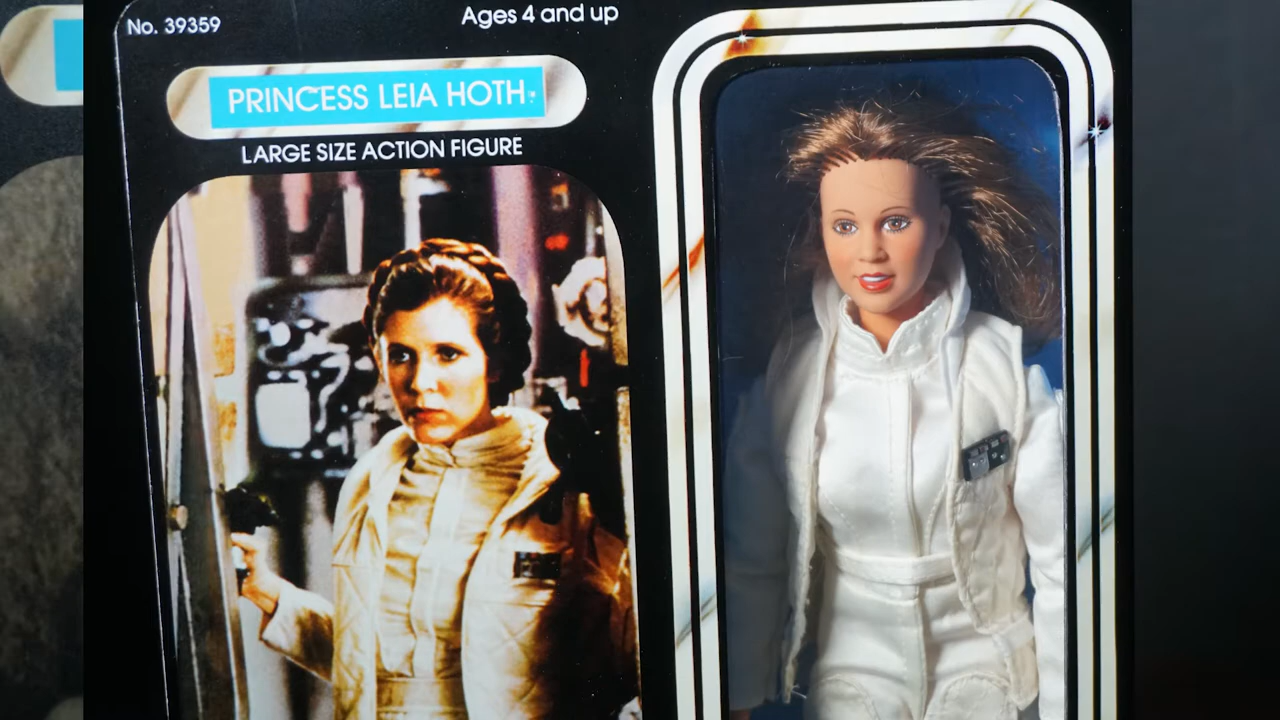 No. 39359
Ages 4 and up
PRINCESS LEIA HOTH
LARGE SIZE ACTION FIGURE